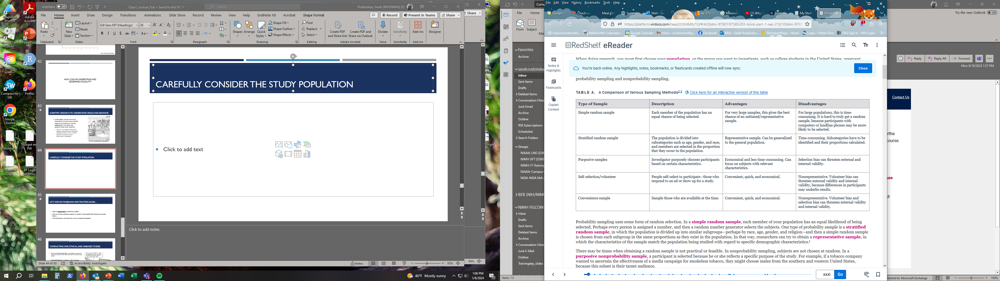 GraphPad Prism 9
Adobe Acrobat
Access Card Utility
PowerPoint
Adobe Creati...
RStudio
Compass for SW
Firefox
Google Chrome
IT Informati...
I forgot my PW
IT Service Desk
BP Logix eForms
AutoSave Off
Class1_Lecture_Full • Saved to this PC
Search
Rudzinskas, Sarah (NIH/NIMH) [E]
File Home Insert Draw Design Transitions Animations Slide Show Record Review View Help EndNote X9 Acrobat Shape Format
Record Present in Teams Share
Paste New Slide Layout Reset Section
Gill Sans MT (Headings) 28
Shapes Arrange Quick Styles Shape Fill Shape Outline Shape Effects
Find Replace Select
Create PDF and Share link Create PDF and Share via Outlook
Dictate Sensitivity Add-ins Designer
Clipboard Slides Font Paragraph Drawing Editing Adobe Acrobat Voice Sensitivity Add-ins
42
HOW CAN WE UNDERSTAND AND
DETERMINE CAUSALITY?
43
SCIENTIFIC RESEARCH TO UNDERSTAND DRUGS AND BEHAVIOR
44
CAREFULLY CONSIDER THE STUDY POPULATION
45
LET'S DISCUSS MARIJUANA AND FIGHTING AGAIN…
46
CONDUCTING SAFE, ETHICAL, AND UNBIASED STUDIES
CAREFULLY CONSIDER THE STUDY POPULATION
Click to add text
Click to add notes
Slide 44 of 50
Accessibility: Investigate
Notes
93%
94%
46°F Mostly sunny
1:06 PM
1/8/2024
Share
File Home
From Subject
Favorites
Archive
sarah.rudzinskas
Inbox
Sent Items
Drafts
Deleted Items
Conversation Histo
Junk Email
Archive
Outbox
RSS Subscriptions
Scheduled
Search Folders
Groups
NIAAA-LNG (O36
NIMH OFT (O365
NIMH-IT-Training
NIAAA-Campus
NIDA-NIDA NIA-
BEB (NIH/NIMH
NIMH FELCOM
Inbox
Drafts
Sent Items
Deleted Items
Archive
Conversation Histo
Junk E-Mail
Outbox
Trainingday_slides
Items: 72
File Edit View History Bookmarks Tools Help
https://platform.virdocs.com/read/2093645/10/#/4/2[isbn-9780197585283-book-part-1-sec-21]/10[isbn-9780
Import bookmarks... NIAAA/NIH, Laborator... Google Calendar Inbox - srudzinskas@g... Facebook Mail - Sarah Rudzinska... MyImpactPage - Home Login - Partek Flow ITAS Sign In - NIH Login
RedShelf eReader
Notes & Highlights
Flashcards
Copied Content
When doing research, you must first choose your population, or the group you want to investigate, such as college students in the United States, pregnant
You're back online. Any highlights, notes, bookmarks, or flashcards created offline will now sync.
Close
probability sampling and nonprobability sampling.
TABLE A. A Comparison of Various Sampling Methods2,3 Click here for an interactive version of this table
Type of Sample Description Advantages Disadvantages
Simple random sample
Each member of the population has an equal chance of being selected.
For very large samples, this gives the best chance of an unbiased/representative sample.
For large populations, this is time-consuming. It is hard to truly get a random sample, because participants with computers or landline phones may be more likely to be selected.
Stratified random sample
The population is divided into subcategories such as age, gender, and race, and members are selected in the proportion that they occur in the population.
Representative sample. Can be generalized to the general population.
Time-consuming. Subcategories have to be identified and their proportions calculated.
Purposive samples
Investigator purposely chooses participants based on certain characteristics.
Economical and less time-consuming. Can focus on subjects with relevant characteristics.
Selection bias can threaten external and internal validity.
Self-selection/volunteer
People self-select to participate—those who respond to an ad or show up for a study.
Convenient, quick, and economical.
Nonrepresentative. Volunteer bias can threaten external validity and internal validity, because differences in participants may underlie results.
Convenience sample
Sample those who are available at the time.
Convenient, quick, and economical.
Nonrepresentative. Volunteer bias and selection bias can threaten external validity and internal validity.
Probability sampling uses some form of random selection. In a simple random sample, each member of your population has an equal likelihood of being
selected. Perhaps every person is assigned a number, and then a random number generator selects the subjects. One type of probability sample is a stratified
random sample, in which the population is divided up into similar subgroups—perhaps by race, age, gender, and religion—and then a simple random sample
is chosen from each subgroup in the same proportions as they exist in the population. In that way, researchers can try to obtain a representative sample, in
which the characteristics of the sample match the population being studied with regard to specific demographic characteristics.4
There may be times when obtaining a random sample is not practical or feasible. In nonprobability sampling, subjects are not chosen at random. In a
purposive nonprobability sample, a participant is selected because he or she reflects a specific purpose of the study. For example, if a tobacco company
wanted to ascertain the effectiveness of a media campaign for smokeless tobacco, they might choose males from the southern and western United States,
because this subset is their target audience.
xxxi Go
Try the new Outlook Off
Reply Reply All Forward
Mon 9/18/2023 1:57 PM
Contact Us
rtha
course.
see
nected to: Microsoft Exchange
100%